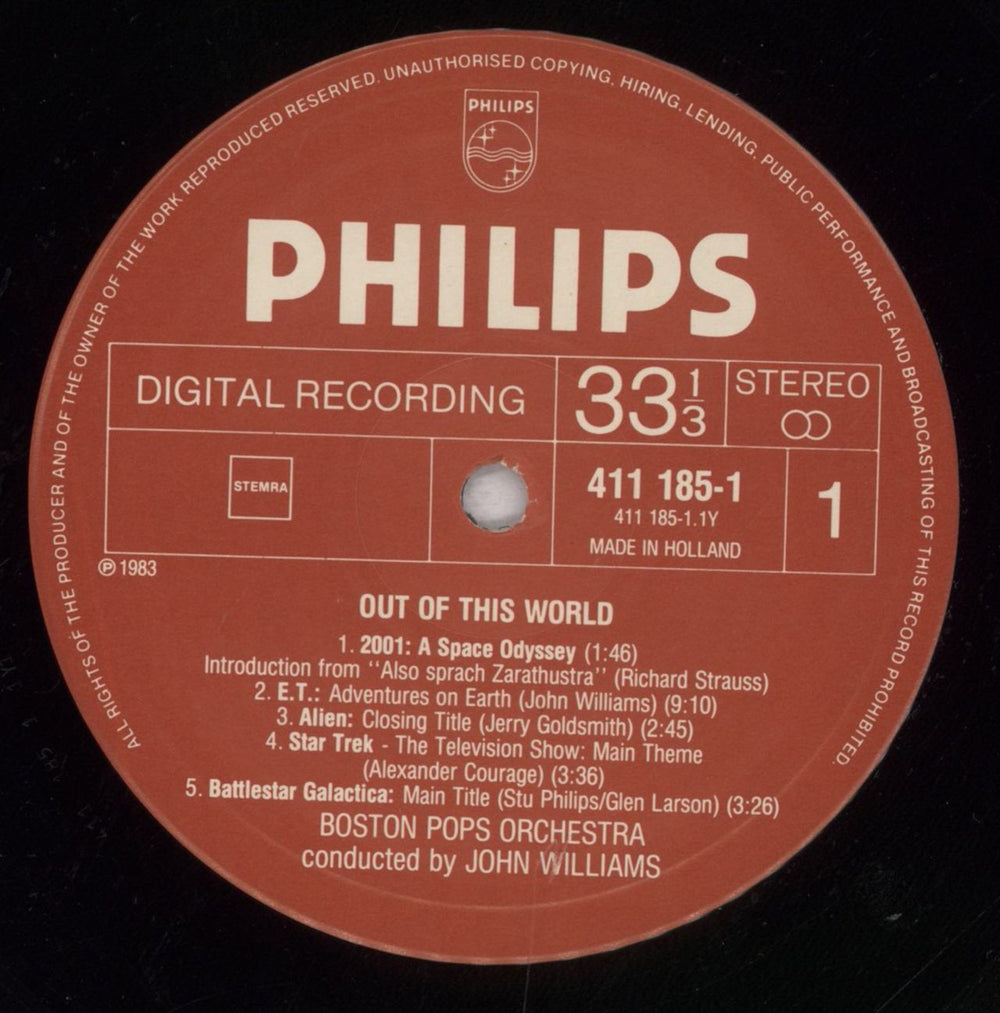 ALL RIGHTS OF THE PRODUCER AND OF THE OWNER OF THE WORK REPRODUCED RESERVED. UNAUTHORISED COPYING, HIRING, LENDING, PUBLIC PERFORMANCE AND BROADCASTING OF THIS RECORD PROHIBITED.
PHILIPS
PHILIPS
DIGITAL RECORDING
33 1/3
STEREO
STEMRA
411 185-1
411 185-1.1Y
MADE IN HOLLAND
1
℗ 1983
OUT OF THIS WORLD
1. 2001: A Space Odyssey (1:46)
Introduction from "Also sprach Zarathustra" (Richard Strauss)
2. E.T.: Adventures on Earth (John Williams) (9:10)
3. Alien: Closing Title (Jerry Goldsmith) (2:45)
4. Star Trek - The Television Show: Main Theme
(Alexander Courage) (3:36)
5. Battlestar Galactica: Main Title (Stu Philips/Glen Larson) (3:26)
BOSTON POPS ORCHESTRA
conducted by JOHN WILLIAMS